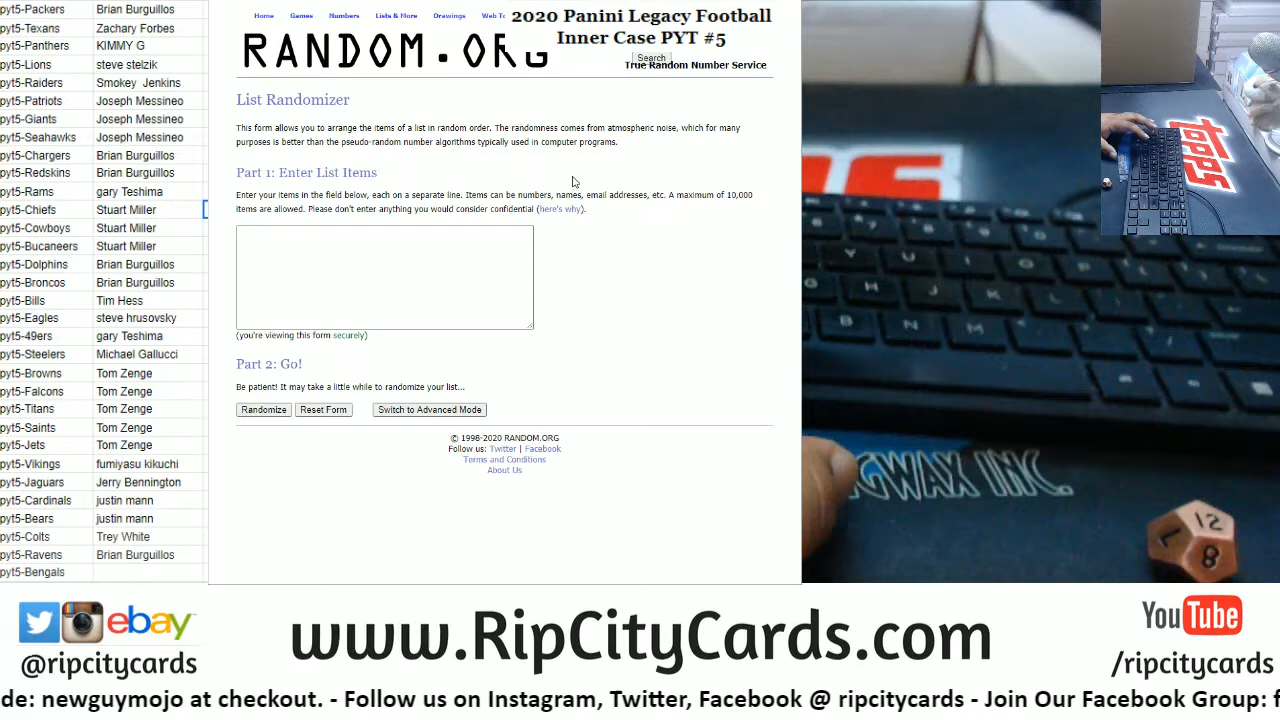 pyt5-Packers Brian Burguillos
pyt5-Texans Zachary Forbes
pyt5-Panthers KIMMY G
pyt5-Lions steve stelzik
pyt5-Raiders Smokey Jenkins
pyt5-Patriots Joseph Messineo
pyt5-Giants Joseph Messineo
pyt5-Seahawks Joseph Messineo
pyt5-Chargers Brian Burguillos
pyt5-Redskins Brian Burguillos
pyt5-Rams gary Teshima
pyt5-Chiefs Stuart Miller
pyt5-Cowboys Stuart Miller
pyt5-Bucaneers Stuart Miller
pyt5-Dolphins Brian Burguillos
pyt5-Broncos Brian Burguillos
pyt5-Bills Tim Hess
pyt5-Eagles steve hrusovsky
pyt5-49ers gary Teshima
pyt5-Steelers Michael Gallucci
pyt5-Browns Tom Zenge
pyt5-Falcons Tom Zenge
pyt5-Titans Tom Zenge
pyt5-Saints Tom Zenge
pyt5-Jets Tom Zenge
pyt5-Vikings fumiyasu kikuchi
pyt5-Jaguars Jerry Bennington
pyt5-Cardinals justin mann
pyt5-Bears justin mann
pyt5-Colts Trey White
pyt5-Ravens Brian Burguillos
pyt5-Bengals
Home Games Numbers Lists & More Drawings Web To
2020 Panini Legacy Football
Inner Case PYT #5
RANDOM.ORG
Search
True Random Number Service
List Randomizer
This form allows you to arrange the items of a list in random order. The randomness comes from atmospheric noise, which for many
purposes is better than the pseudo-random number algorithms typically used in computer programs.
Part 1: Enter List Items
Enter your items in the field below, each on a separate line. Items can be numbers, names, email addresses, etc. A maximum of 10,000
items are allowed. Please don't enter anything you would consider confidential (here's why).
(you're viewing this form securely)
Part 2: Go!
Be patient! It may take a little while to randomize your list...
Randomize Reset Form Switch to Advanced Mode
© 1998-2020 RANDOM.ORG
Follow us: Twitter | Facebook
Terms and Conditions
About Us
topps
Y U I
H J K L
B N M
GWAX INC.
12
7 8
ebay
@ripcitycards
www.RipCityCards.com
YouTube
/ripcitycards
de: newguymojo at checkout. - Follow us on Instagram, Twitter, Facebook @ ripcitycards - Join Our Facebook Group: f